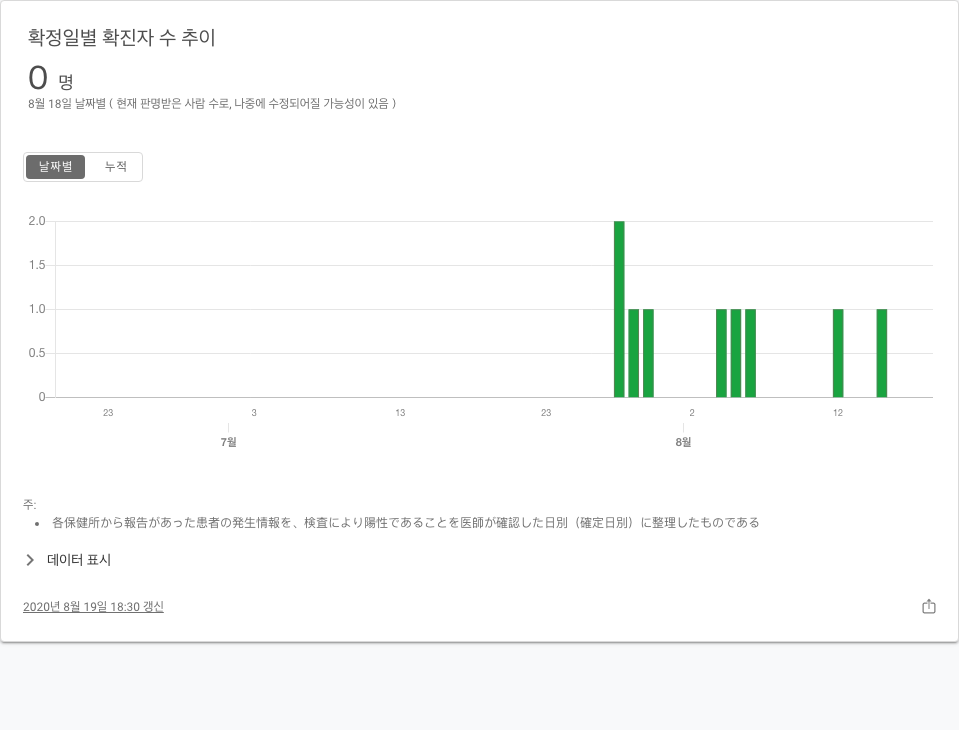 확정일별 확진자 수 추이
0 명
8월 18일 날짜별 ( 현재 판명받은 사람 수로, 나중에 수정되어질 가능성이 있음 )
날짜별 누적
2.0
1.5
1.0
0.5
0
23 3 13 23 2 12
7월 8월
주:
• 各保健所から報告があった患者の発生情報を、検査により陽性であることを医師が確認した日別（確定日別）に整理したものである
데이터 표시
2020년 8월 19일 18:30 갱신